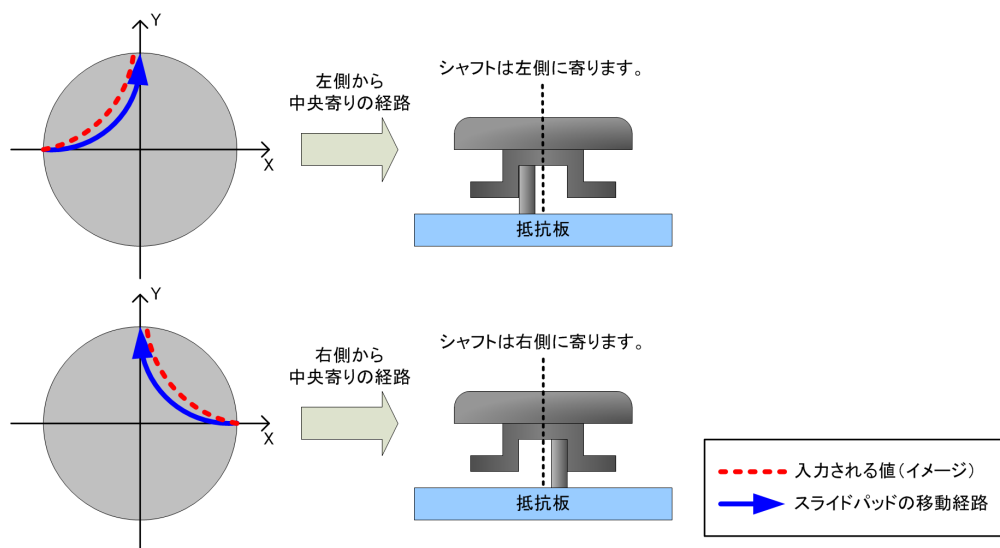 Y
X
左側から
中央寄りの経路
シャフトは左側に寄ります。
抵抗板
Y
X
右側から
中央寄りの経路
シャフトは右側に寄ります。
抵抗板
入力される値(イメージ)
スライドパッドの移動経路